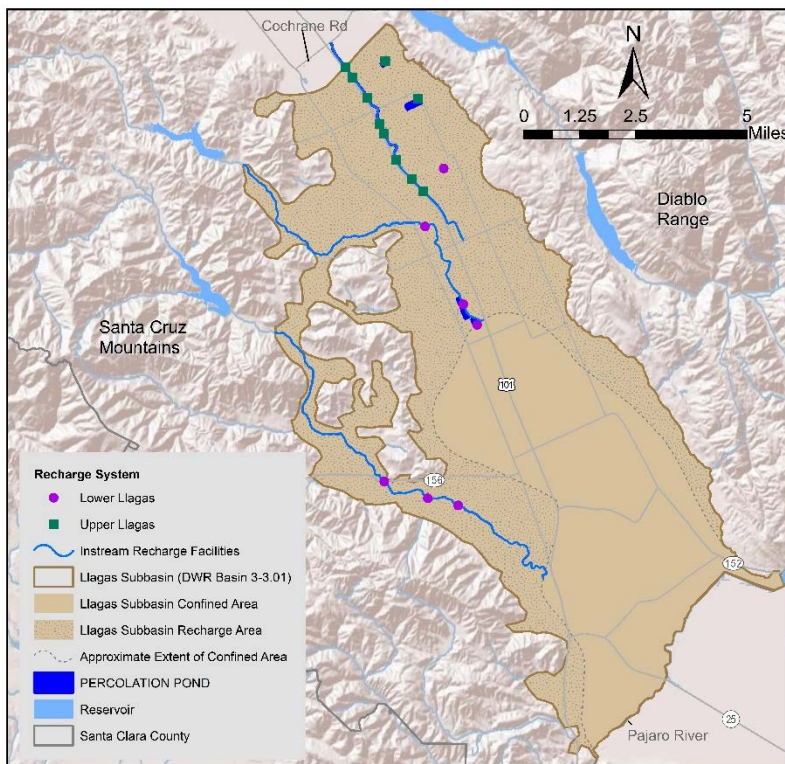 Cochrane Rd
N
0 1.25 2.5 5
Miles
Diablo
Range
Santa Cruz
Mountains
101
156
152
25
Pajaro River
Recharge System
Lower Llagas
Upper Llagas
Instream Recharge Facilities
Llagas Subbasin (DWR Basin 3-3.01)
Llagas Subbasin Confined Area
Llagas Subbasin Recharge Area
Approximate Extent of Confined Area
PERCOLATION POND
Reservoir
Santa Clara County